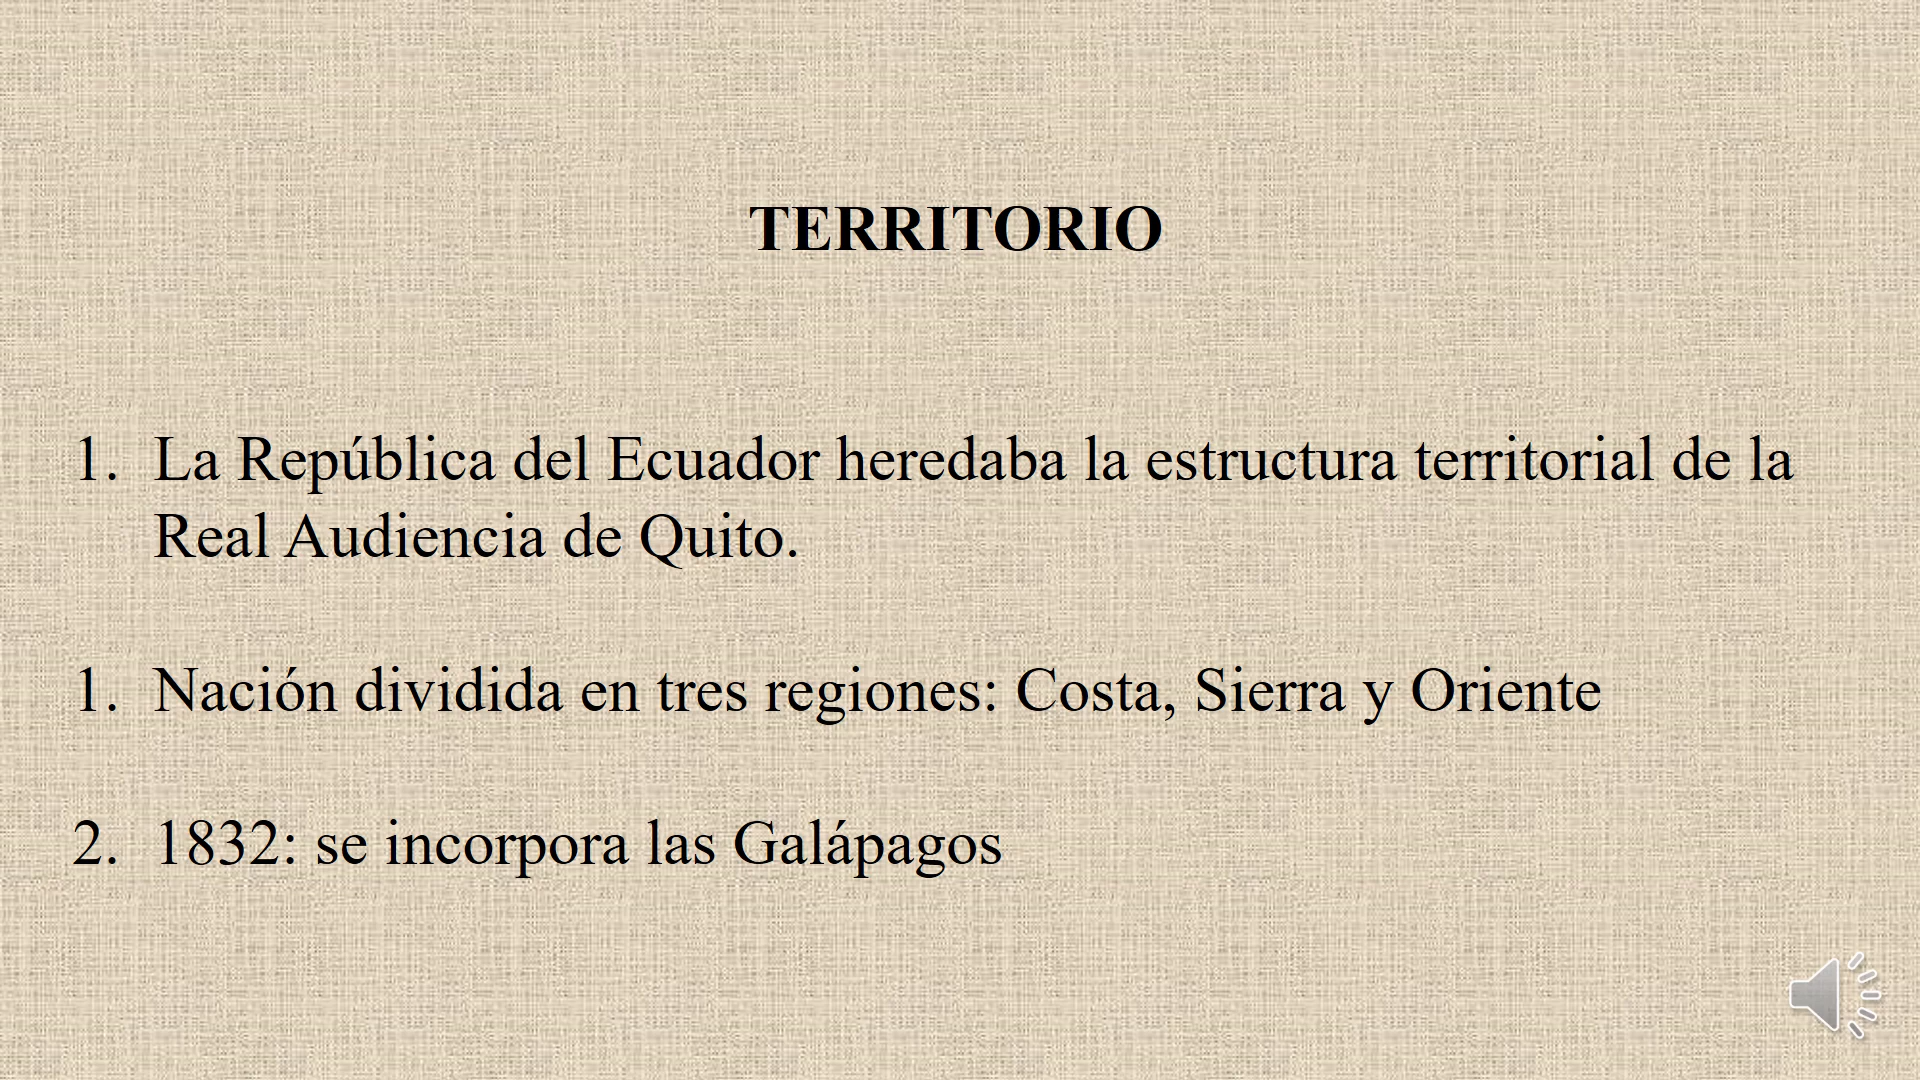 TERRITORIO
1. La República del Ecuador heredaba la estructura territorial de la
Real Audiencia de Quito.
1. Nación dividida en tres regiones: Costa, Sierra y Oriente
2. 1832: se incorpora las Galápagos